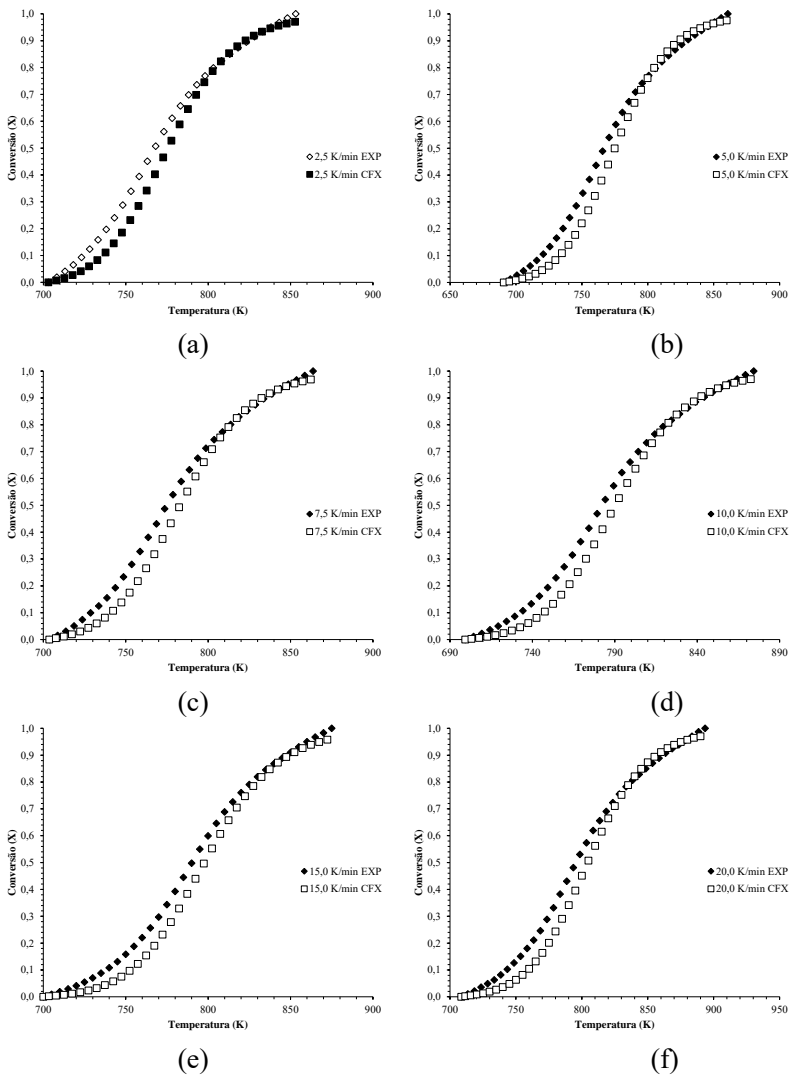 1,0
0,9
0,8
0,7
0,6
0,5
0,4
0,3
0,2
0,1
0,0
Conversão (X)
2,5 K/min EXP
2,5 K/min CFX
700 750 800 850 900
Temperatura (K)
(a)
1,0
0,9
0,8
0,7
0,6
0,5
0,4
0,3
0,2
0,1
0,0
Conversão (X)
5,0 K/min EXP
5,0 K/min CFX
650 700 750 800 850 900
Temperatura (K)
(b)
1,0
0,9
0,8
0,7
0,6
0,5
0,4
0,3
0,2
0,1
0,0
Conversão (X)
7,5 K/min EXP
7,5 K/min CFX
700 750 800 850 900
Temperatura (K)
(c)
1,0
0,9
0,8
0,7
0,6
0,5
0,4
0,3
0,2
0,1
0,0
Conversão (X)
10,0 K/min EXP
10,0 K/min CFX
690 740 790 840 890
Temperatura (K)
(d)
1,0
0,9
0,8
0,7
0,6
0,5
0,4
0,3
0,2
0,1
0,0
Conversão (X)
15,0 K/min EXP
15,0 K/min CFX
700 750 800 850 900
Temperatura (K)
(e)
1,0
0,9
0,8
0,7
0,6
0,5
0,4
0,3
0,2
0,1
0,0
Conversão (X)
20,0 K/min EXP
20,0 K/min CFX
700 750 800 850 900 950
Temperatura (K)
(f)